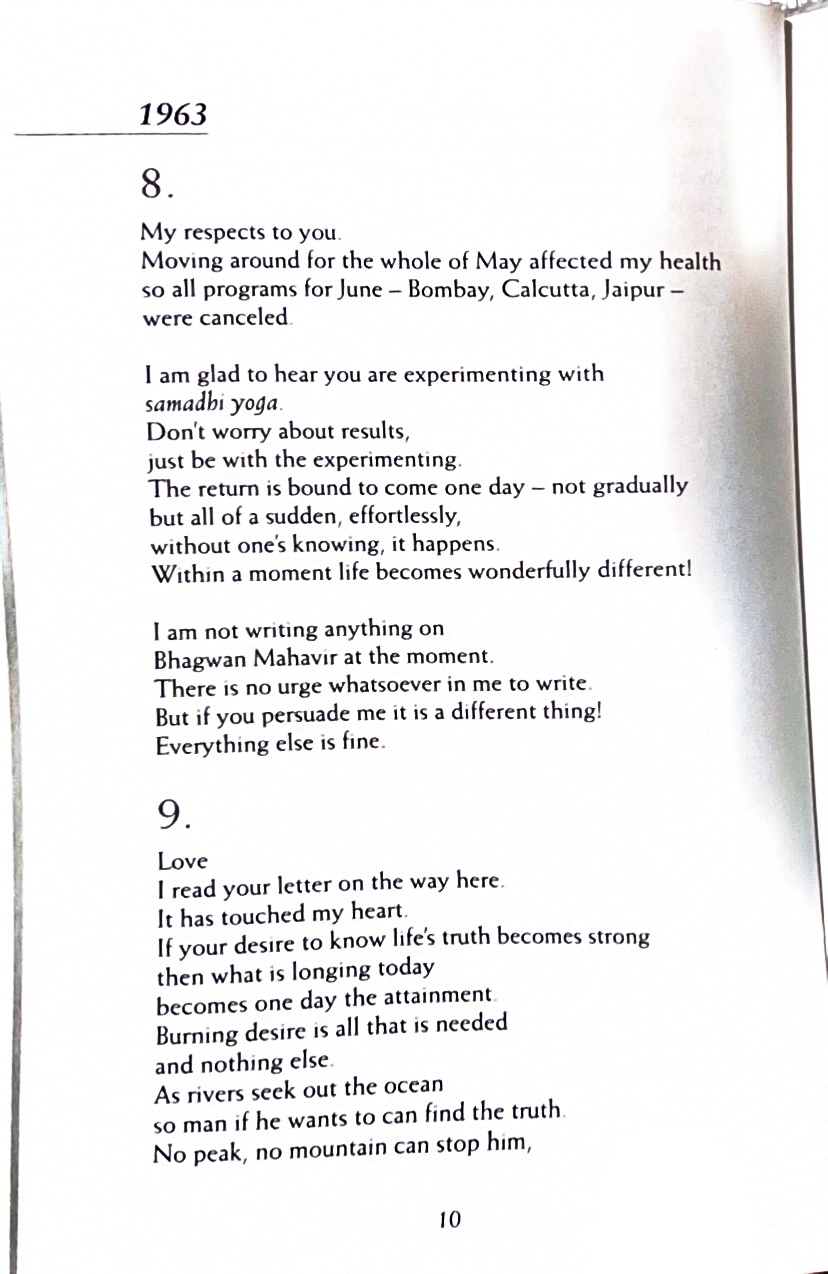 1963
8.
My respects to you.
Moving around for the whole of May affected my health
so all programs for June – Bombay, Calcutta, Jaipur –
were canceled.
I am glad to hear you are experimenting with
samadhi yoga.
Don't worry about results,
just be with the experimenting.
The return is bound to come one day – not gradually
but all of a sudden, effortlessly,
without one's knowing, it happens.
Within a moment life becomes wonderfully different!
I am not writing anything on
Bhagwan Mahavir at the moment.
There is no urge whatsoever in me to write.
But if you persuade me it is a different thing!
Everything else is fine.
9.
Love
I read your letter on the way here.
It has touched my heart.
If your desire to know life's truth becomes strong
then what is longing today
becomes one day the attainment.
Burning desire is all that is needed
and nothing else.
As rivers seek out the ocean
so man if he wants to can find the truth.
No peak, no mountain can stop him,
10